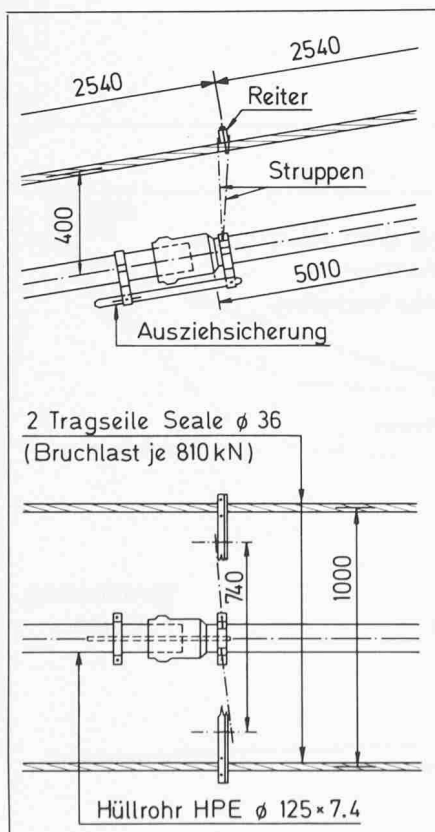 2540
2540
Reiter
Struppen
400
5010
Ausziehsicherung
2 Tragseile Seale ϕ 36
(Bruchlast je 810 kN)
740
1000
Hüllrohr HPE ϕ 125×7.4